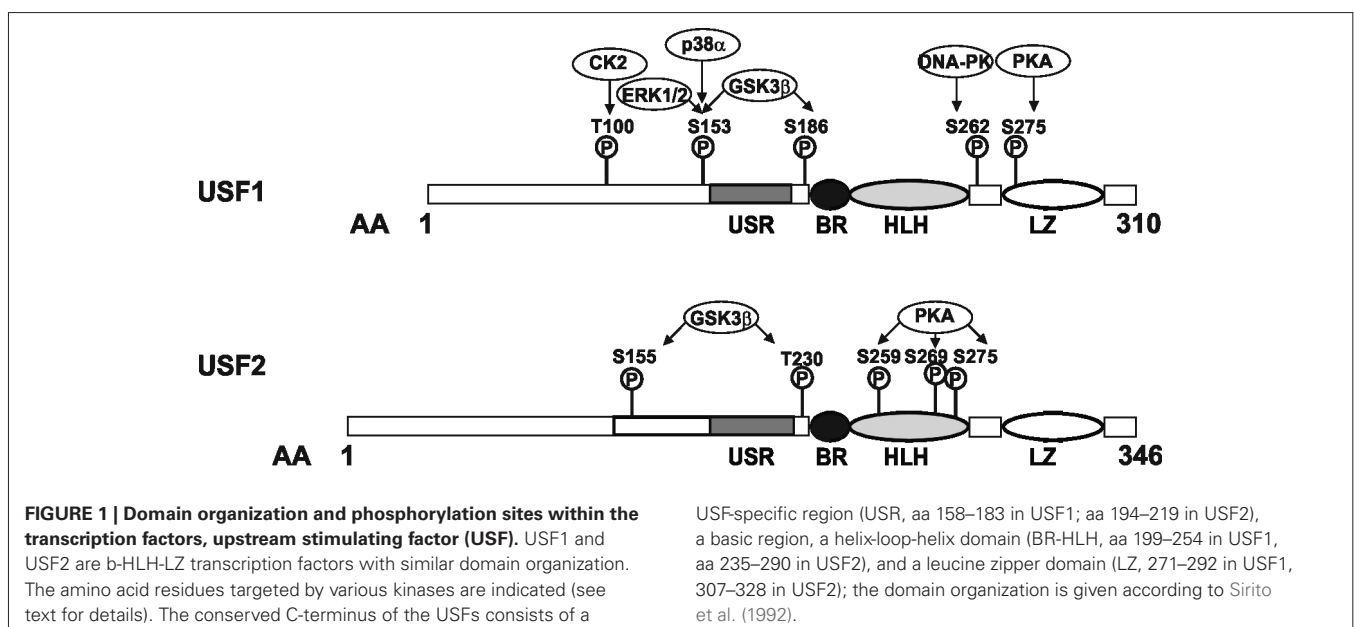 p38α
CK2
DNA-PK
PKA
ERK1/2
GSK3β
T100
S153
S186
S262
S275
P
P
P
P
P
USF1
USR
BR
HLH
LZ
AA
1
310
GSK3β
PKA
S155
T230
S259
S269
S275
P
P
P
P
P
USF2
USR
BR
HLH
LZ
AA
1
346
FIGURE 1 | Domain organization and phosphorylation sites within the
transcription factors, upstream stimulating factor (USF). USF1 and
USF2 are b-HLH-LZ transcription factors with similar domain organization.
The amino acid residues targeted by various kinases are indicated (see
text for details). The conserved C-terminus of the USFs consists of a
USF-specific region (USR, aa 158–183 in USF1; aa 194–219 in USF2),
a basic region, a helix-loop-helix domain (BR-HLH, aa 199–254 in USF1,
aa 235–290 in USF2), and a leucine zipper domain (LZ, 271–292 in USF1,
307–328 in USF2); the domain organization is given according to Sirito
et al. (1992).